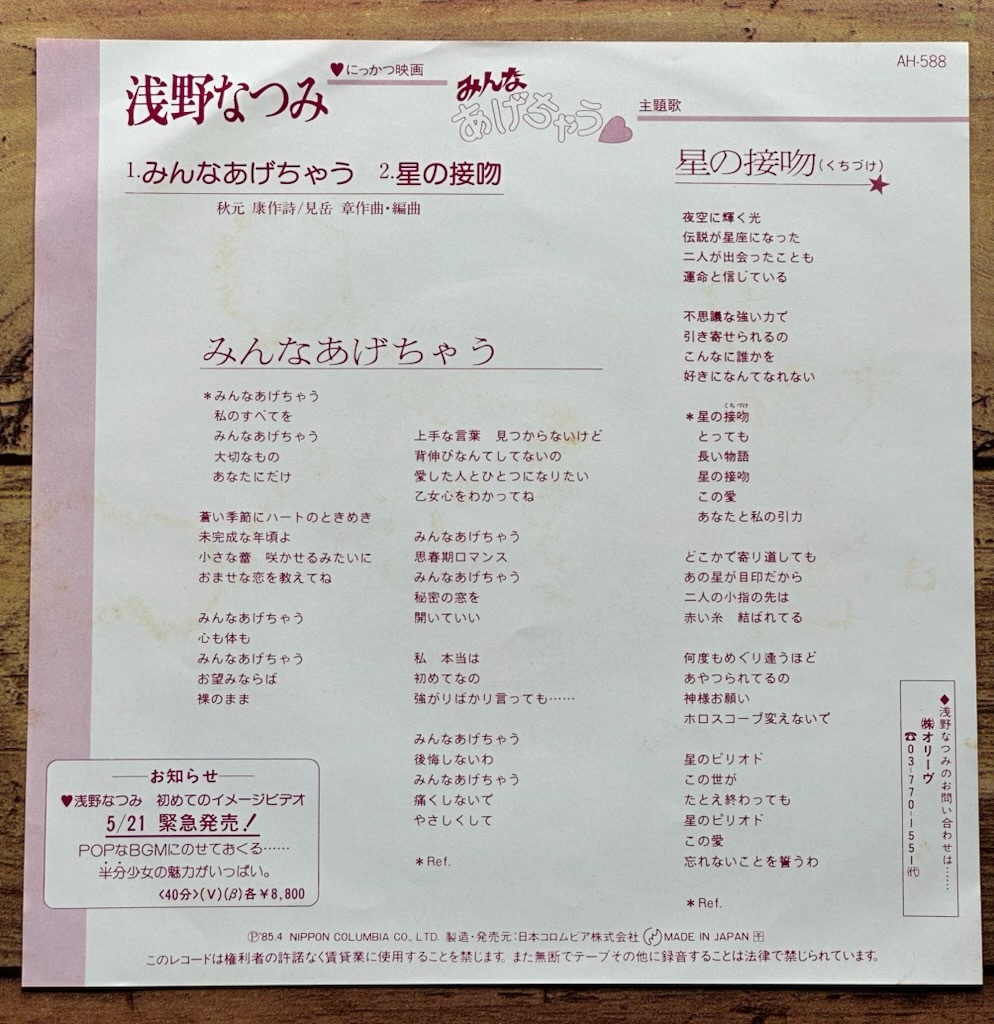 AH-588
浅野なつみ
♥にっかつ映画
みんな
あげちゃう
主題歌
1.みんなあげちゃう 2.星の接吻
秋元 康作詩/見岳 章作曲・編曲
みんなあげちゃう
*みんなあげちゃう
私のすべてを
みんなあげちゃう
大切なもの
あなたにだけ
蒼い季節にハートのときめき
未完成な年頃よ
小さな蕾 咲かせるみたいに
おませな恋を教えてね
みんなあげちゃう
心も体も
みんなあげちゃう
お望みならば
裸のまま
上手な言葉 見つからないけど
背伸びなんてしてないの
愛した人とひとつになりたい
乙女心をわかってね
みんなあげちゃう
思春期ロマンス
みんなあげちゃう
秘密の窓を
開いていい
私 本当は
初めてなの
強がりばかり言っても……
みんなあげちゃう
後悔しないわ
みんなあげちゃう
痛くしないで
やさしくして
*Ref.
星の接吻(くちづけ)
夜空に輝く光
伝説が星座になった
二人が出会ったことも
運命と信じている
不思議な強い力で
引き寄せられるの
こんなに誰かを
好きになんてなれない
くちづけ
*星の接吻
とっても
長い物語
星の接吻
この愛
あなたと私の引力
どこかで寄り道しても
あの星が目印だから
二人の小指の先は
赤い糸 結ばれてる
何度もめぐり逢うほど
あやつられてるの
神様お願い
ホロスコープ変えないで
星のピリオド
この世が
たとえ終わっても
星のピリオド
この愛
忘れないことを誓うわ
*Ref.
お知らせ
♥浅野なつみ 初めてのイメージビデオ
5/21 緊急発売!
POPなBGMにのせておくる……
半分少女の魅力がいっぱい。
〈40分〉(V)(β)各¥8,800
◆浅野なつみのお問い合わせは……
㈱オリーヴ
☎03-770-1551㈹
Ⓟ'85.4 NIPPON COLUMBIA CO., LTD. 製造・発売元:日本コロムビア株式会社 MADE IN JAPAN
このレコードは権利者の許諾なく賃貸業に使用することを禁じます。また無断でテープその他に録音することは法律で禁じられています。